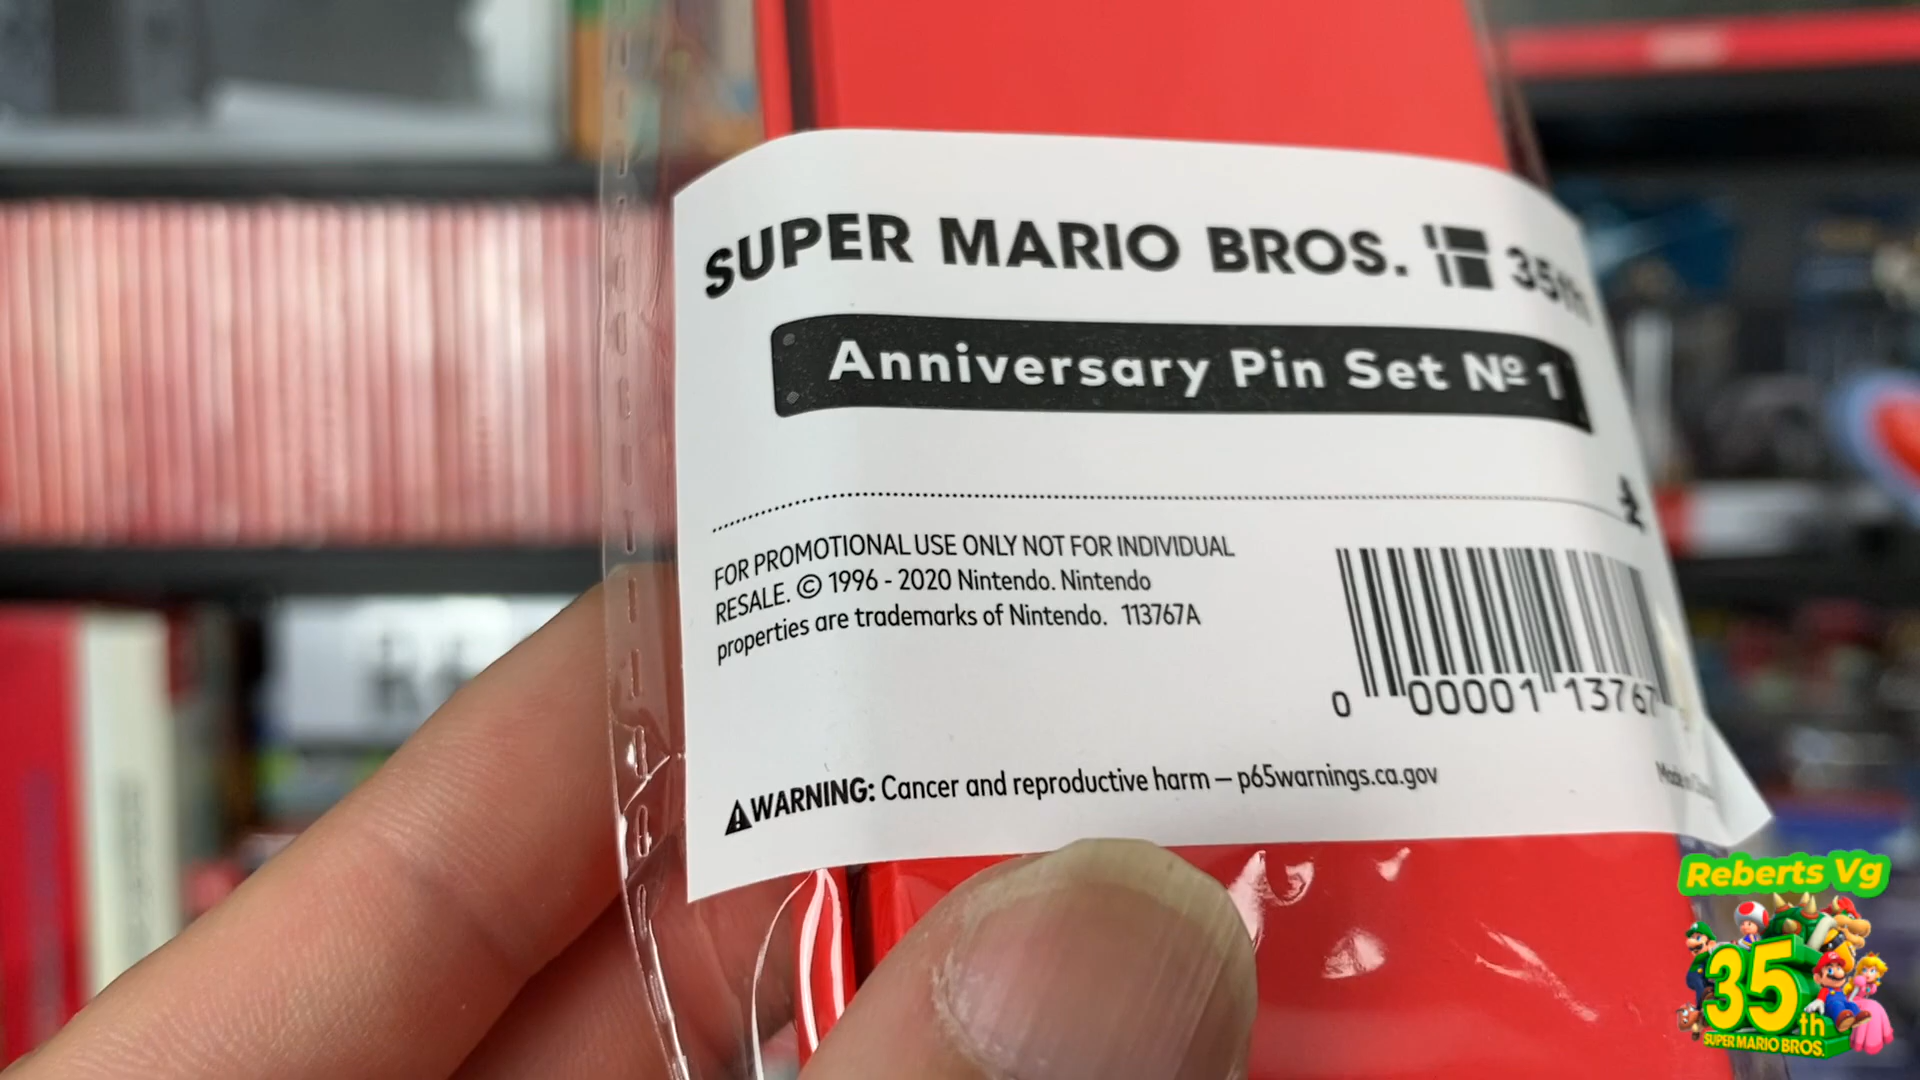 SUPER MARIO BROS. 35th
Anniversary Pin Set Nº 1
FOR PROMOTIONAL USE ONLY NOT FOR INDIVIDUAL
RESALE. © 1996 - 2020 Nintendo. Nintendo
properties are trademarks of Nintendo. 113767A
0 00001 13767
WARNING: Cancer and reproductive harm – p65warnings.ca.gov
Made in
Reberts Vg
35th
SUPER MARIO BROS.